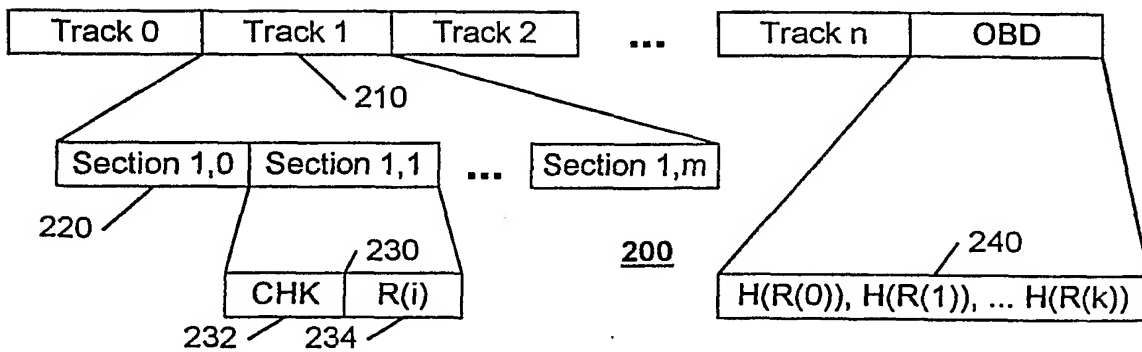 Track 0 Track 1 Track 2 ... Track n OBD
210
Section 1,0 Section 1,1 ... Section 1,m
220
230
200
240
CHK R(i)
H(R(0)), H(R(1)), ... H(R(k))
232
234